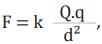 F = k Q.q / d²,